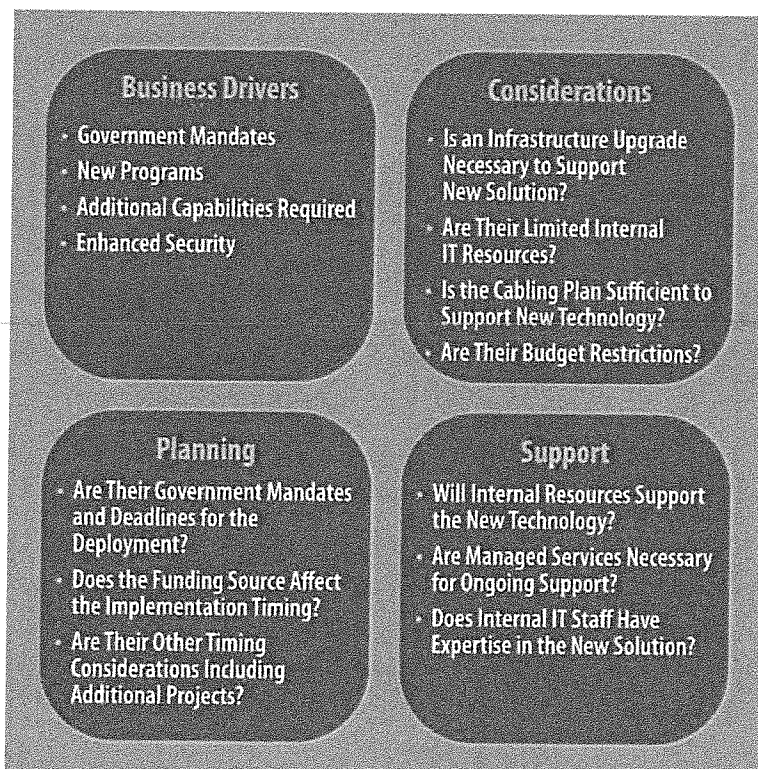 Business Drivers
• Government Mandates
• New Programs
• Additional Capabilities Required
• Enhanced Security
Considerations
• Is an Infrastructure Upgrade
Necessary to Support
New Solution?
• Are Their Limited Internal
IT Resources?
• Is the Cabling Plan Sufficient to
Support New Technology?
• Are Their Budget Restrictions?
Planning
• Are Their Government Mandates
and Deadlines for the
Deployment?
• Does the Funding Source Affect
the Implementation Timing?
• Are Their Other Timing
Considerations Including
Additional Projects?
Support
• Will Internal Resources Support
the New Technology?
• Are Managed Services Necessary
for Ongoing Support?
• Does Internal IT Staff Have
Expertise in the New Solution?